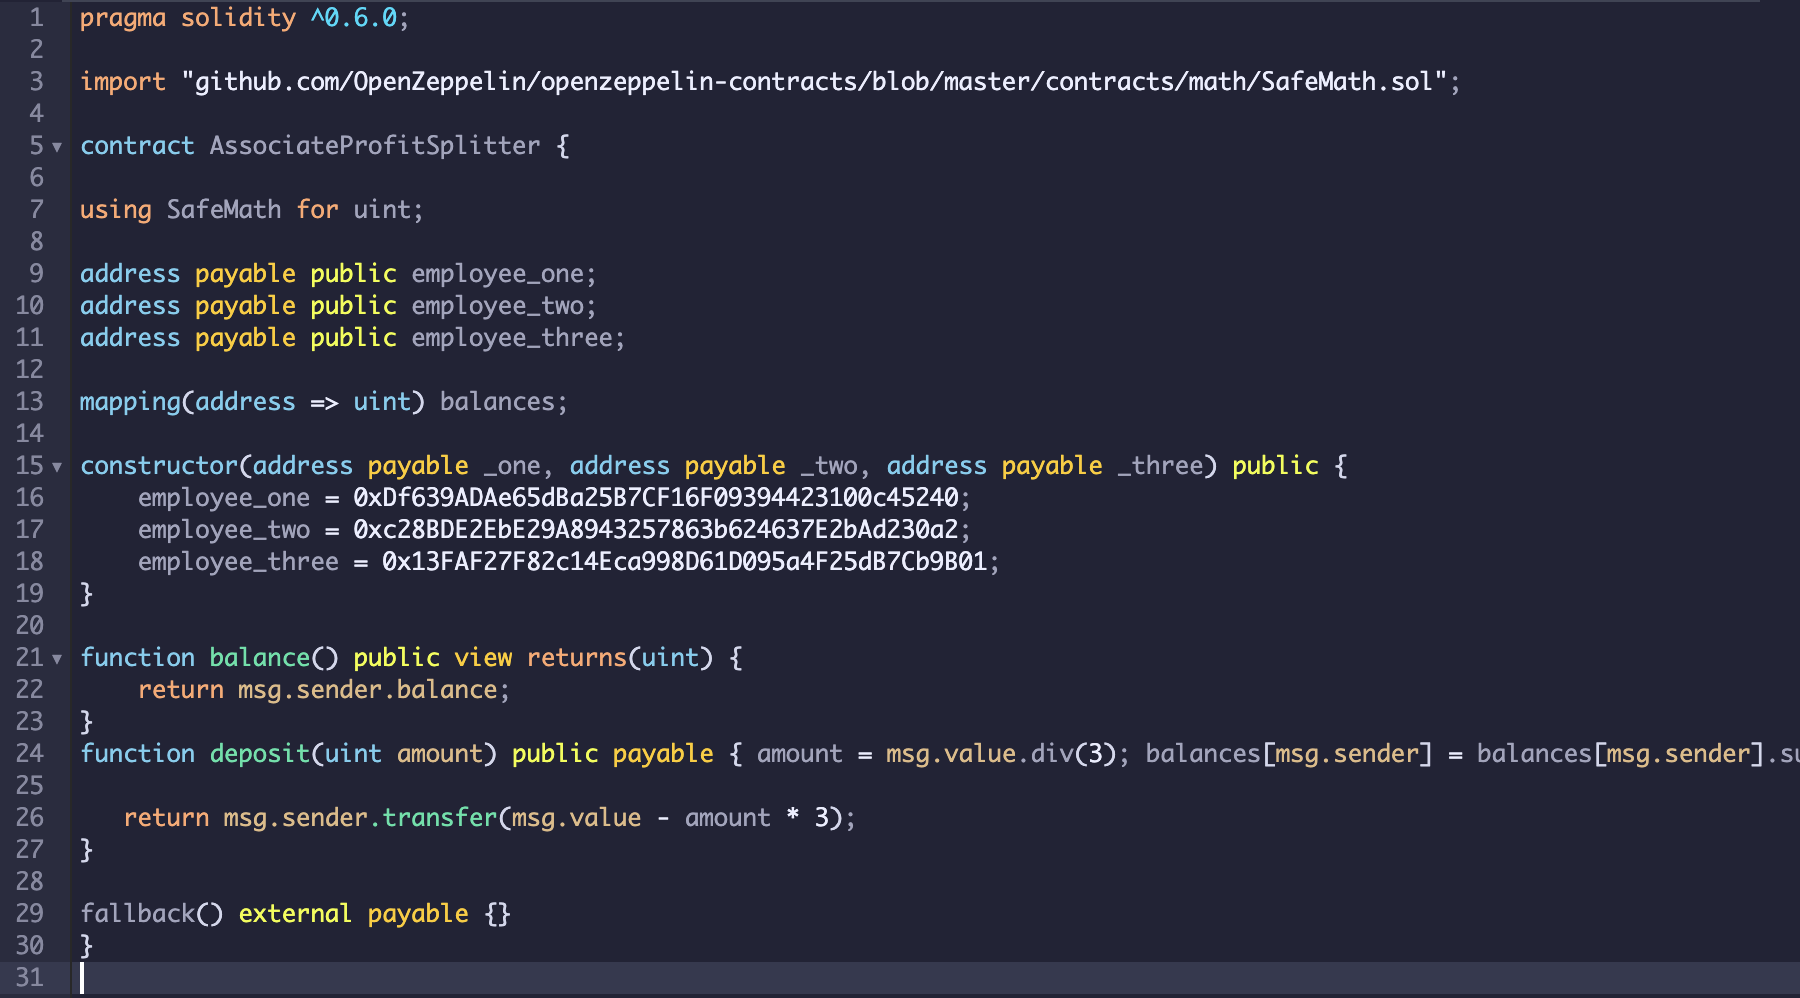 1 pragma solidity ^0.6.0;
2
3 import "github.com/OpenZeppelin/openzeppelin-contracts/blob/master/contracts/math/SafeMath.sol";
4
5 contract AssociateProfitSplitter {
6
7 using SafeMath for uint;
8
9 address payable public employee_one;
10 address payable public employee_two;
11 address payable public employee_three;
12
13 mapping(address => uint) balances;
14
15 constructor(address payable _one, address payable _two, address payable _three) public {
16     employee_one = 0xDf639ADAe65dBa25B7CF16F09394423100c45240;
17     employee_two = 0xc28BDE2EbE29A8943257863b624637E2bAd230a2;
18     employee_three = 0x13FAF27F82c14Eca998D61D095a4F25dB7Cb9B01;
19 }
20
21 function balance() public view returns(uint) {
22     return msg.sender.balance;
23 }
24 function deposit(uint amount) public payable { amount = msg.value.div(3); balances[msg.sender] = balances[msg.sender].su
25
26    return msg.sender.transfer(msg.value - amount * 3);
27 }
28
29 fallback() external payable {}
30 }
31